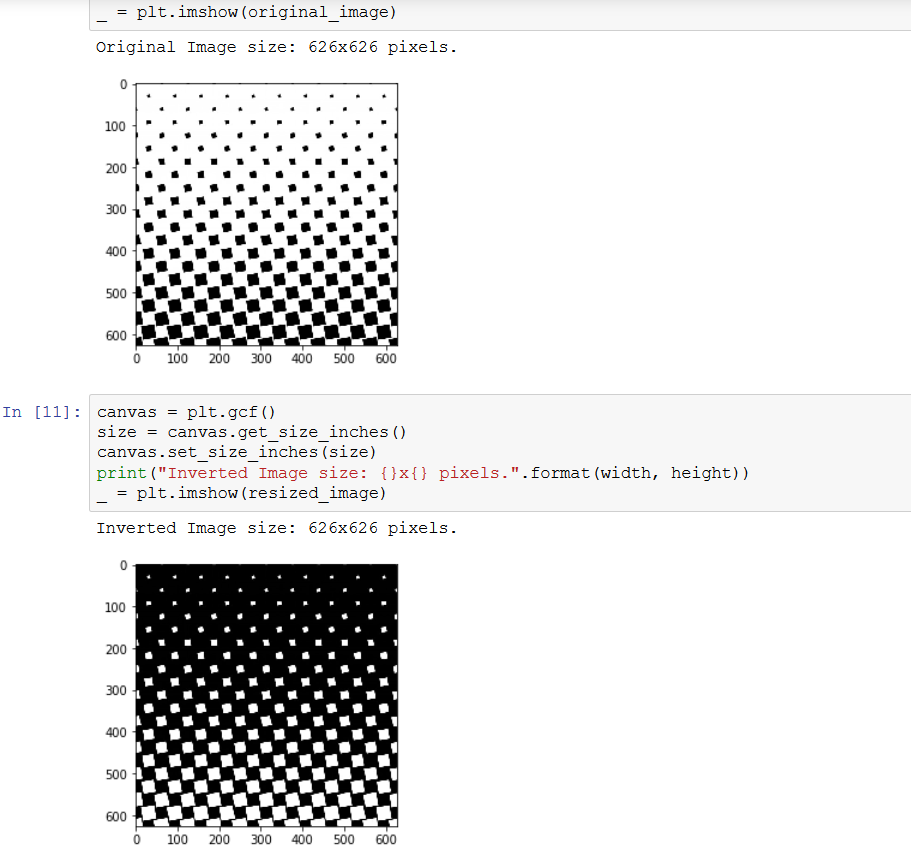 _ = plt.imshow(original_image)
Original Image size: 626x626 pixels.
0
100
200
300
400
500
600
0 100 200 300 400 500 600
In [11]: canvas = plt.gcf()
size = canvas.get_size_inches()
canvas.set_size_inches(size)
print("Inverted Image size: {}x{} pixels.".format(width, height))
_ = plt.imshow(resized_image)
Inverted Image size: 626x626 pixels.
0
100
200
300
400
500
600
0 100 200 300 400 500 600